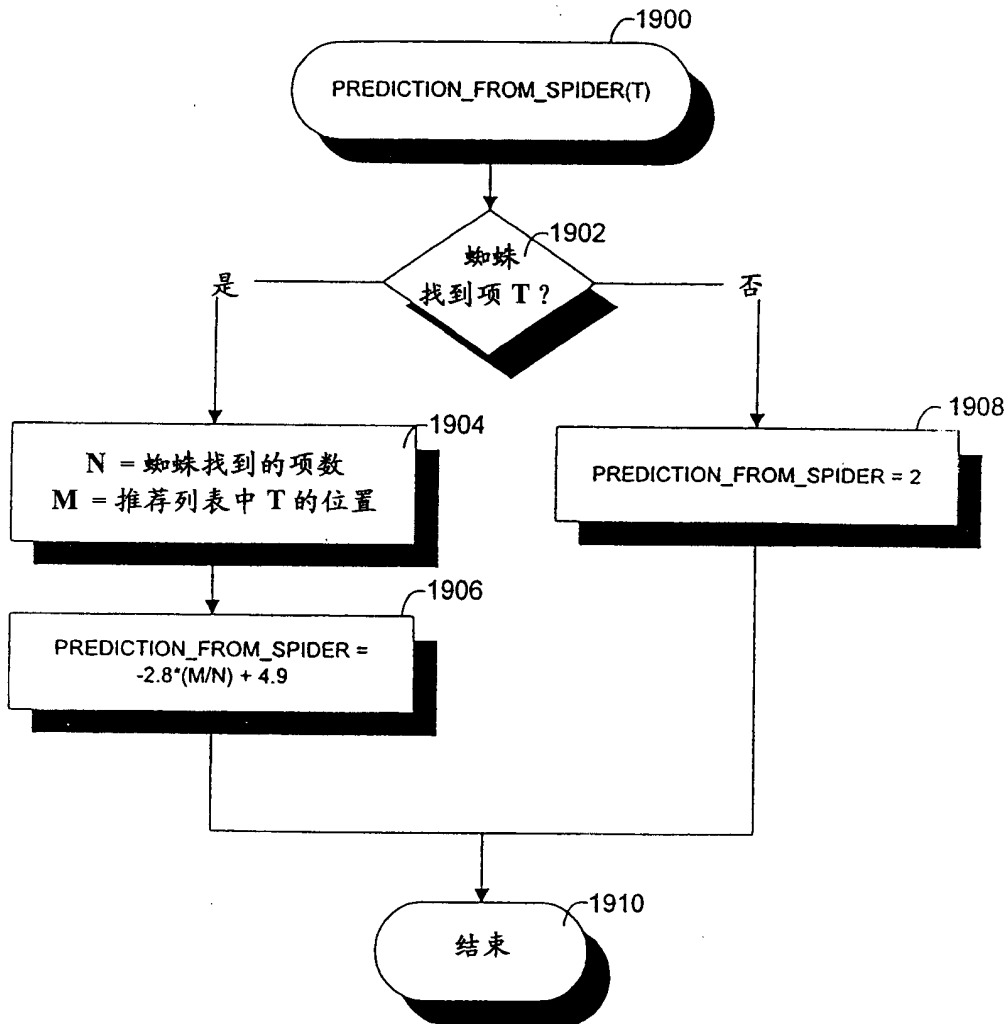 1900
PREDICTION_FROM_SPIDER(T)
1902
蜘蛛
找到项 T？
是
否
1904
N = 蜘蛛找到的项数
M = 推荐列表中 T 的位置
1908
PREDICTION_FROM_SPIDER = 2
1906
PREDICTION_FROM_SPIDER =
-2.8*(M/N) + 4.9
1910
结束